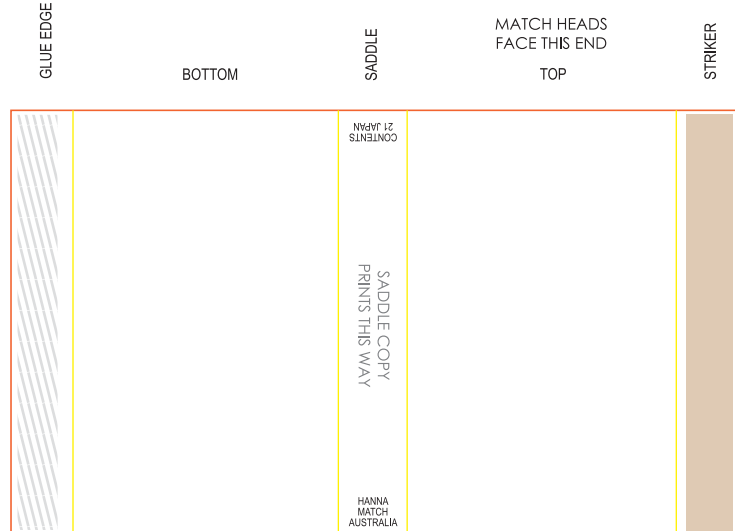 GLUE EDGE
BOTTOM
SADDLE
MATCH HEADS
FACE THIS END
TOP
STRIKER
CONTENTS
21 JAPAN
SADDLE COPY
PRINTS THIS WAY
HANNA
MATCH
AUSTRALIA